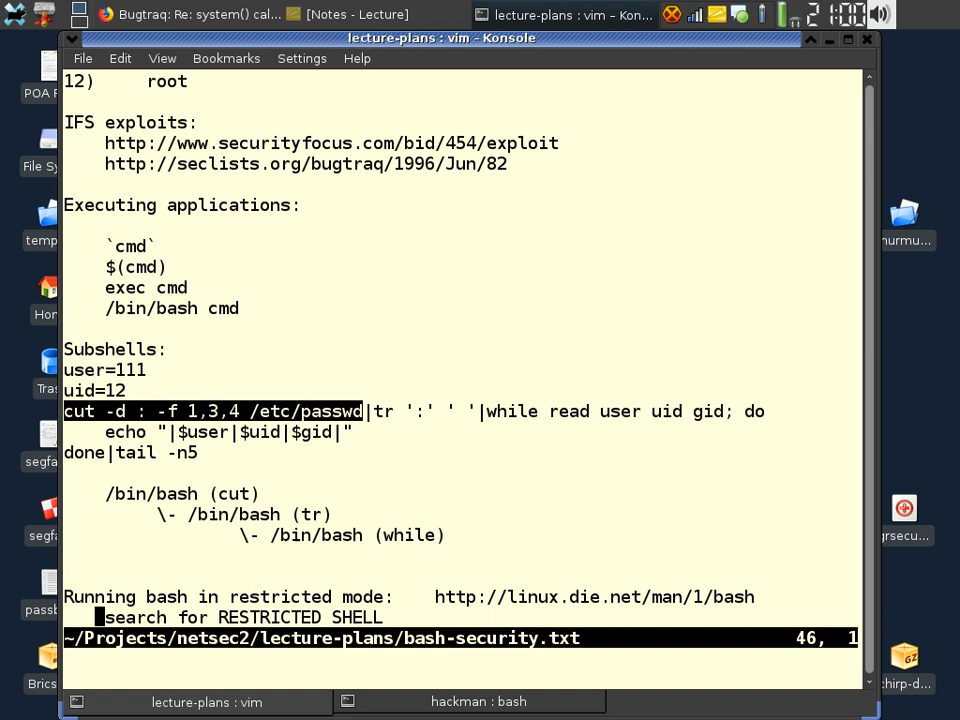 Bugtraq: Re: system() cal...
[Notes - Lecture]
lecture-plans : vim – Kon...
21:00
lecture-plans : vim – Konsole
File Edit View Bookmarks Settings Help
12)     root
IFS exploits:
http://www.securityfocus.com/bid/454/exploit
http://seclists.org/bugtraq/1996/Jun/82
Executing applications:
`cmd`
$(cmd)
exec cmd
/bin/bash cmd
Subshells:
user=111
uid=12
cut -d : -f 1,3,4 /etc/passwd|tr ':' ' '|while read user uid gid; do
echo "|$user|$uid|$gid|"
done|tail -n5
/bin/bash (cut)
\- /bin/bash (tr)
\- /bin/bash (while)
Running bash in restricted mode:    http://linux.die.net/man/1/bash
search for RESTRICTED SHELL
~/Projects/netsec2/lecture-plans/bash-security.txt 46, 1
lecture-plans : vim
hackman : bash
POA
File Sy
temp
Hon
Tras
segfa
segfa
passb
Brics
murmu...
grsecu...
chirp-d...
GZ